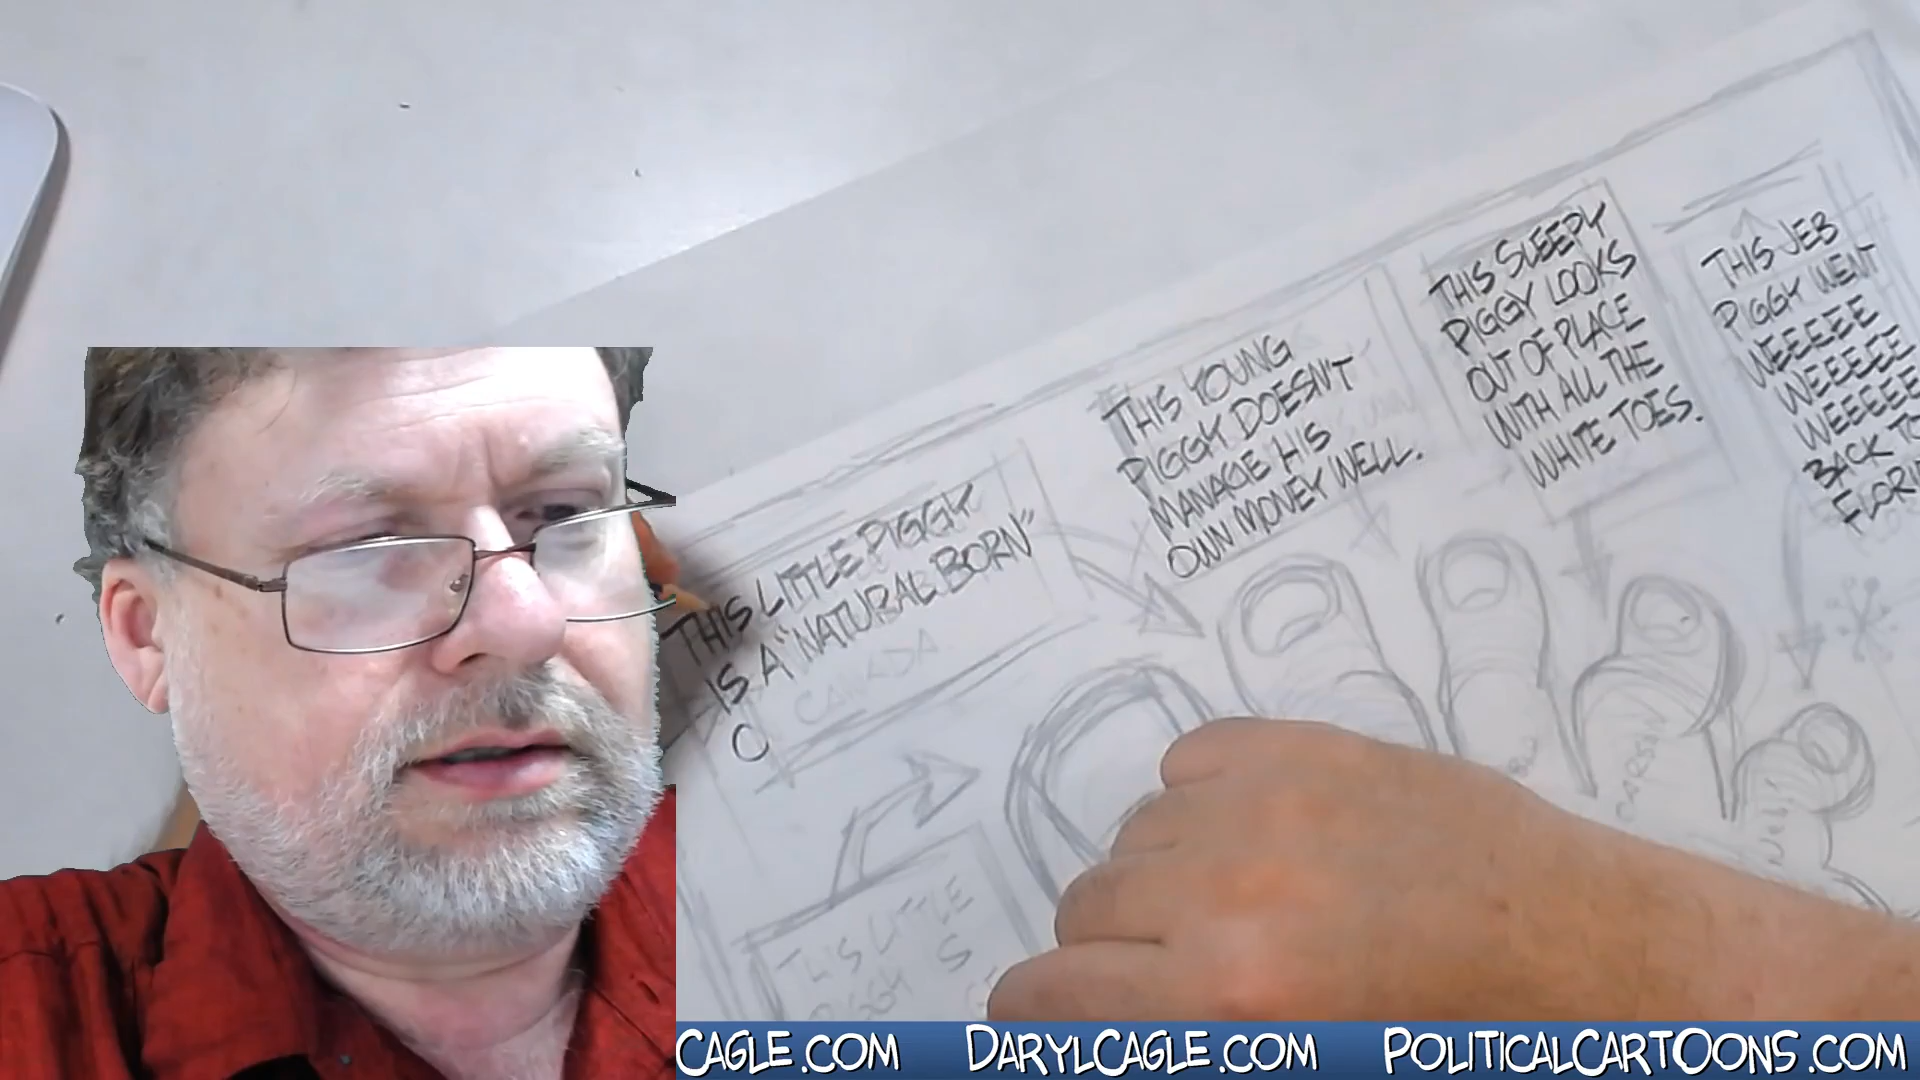 THIS LITTLE PIGGY
IS A "NATURAL BORN"
C
CANADA
THIS YOUNG
PIGGY DOESN'T
MANAGE HIS
OWN MONEY WELL.
THIS SLEEPY
PIGGY LOOKS
OUT OF PLACE
WITH ALL THE
WHITE TOES.
THIS JEB
PIGGY WENT
WEEEEE
WEEEEE
WEEEEE
BACK TO
CARSON
THIS LITTLE
PIGGY IS
CAGLE.COM DARYLCAGLE.COM POLITICALCARTOONS.COM